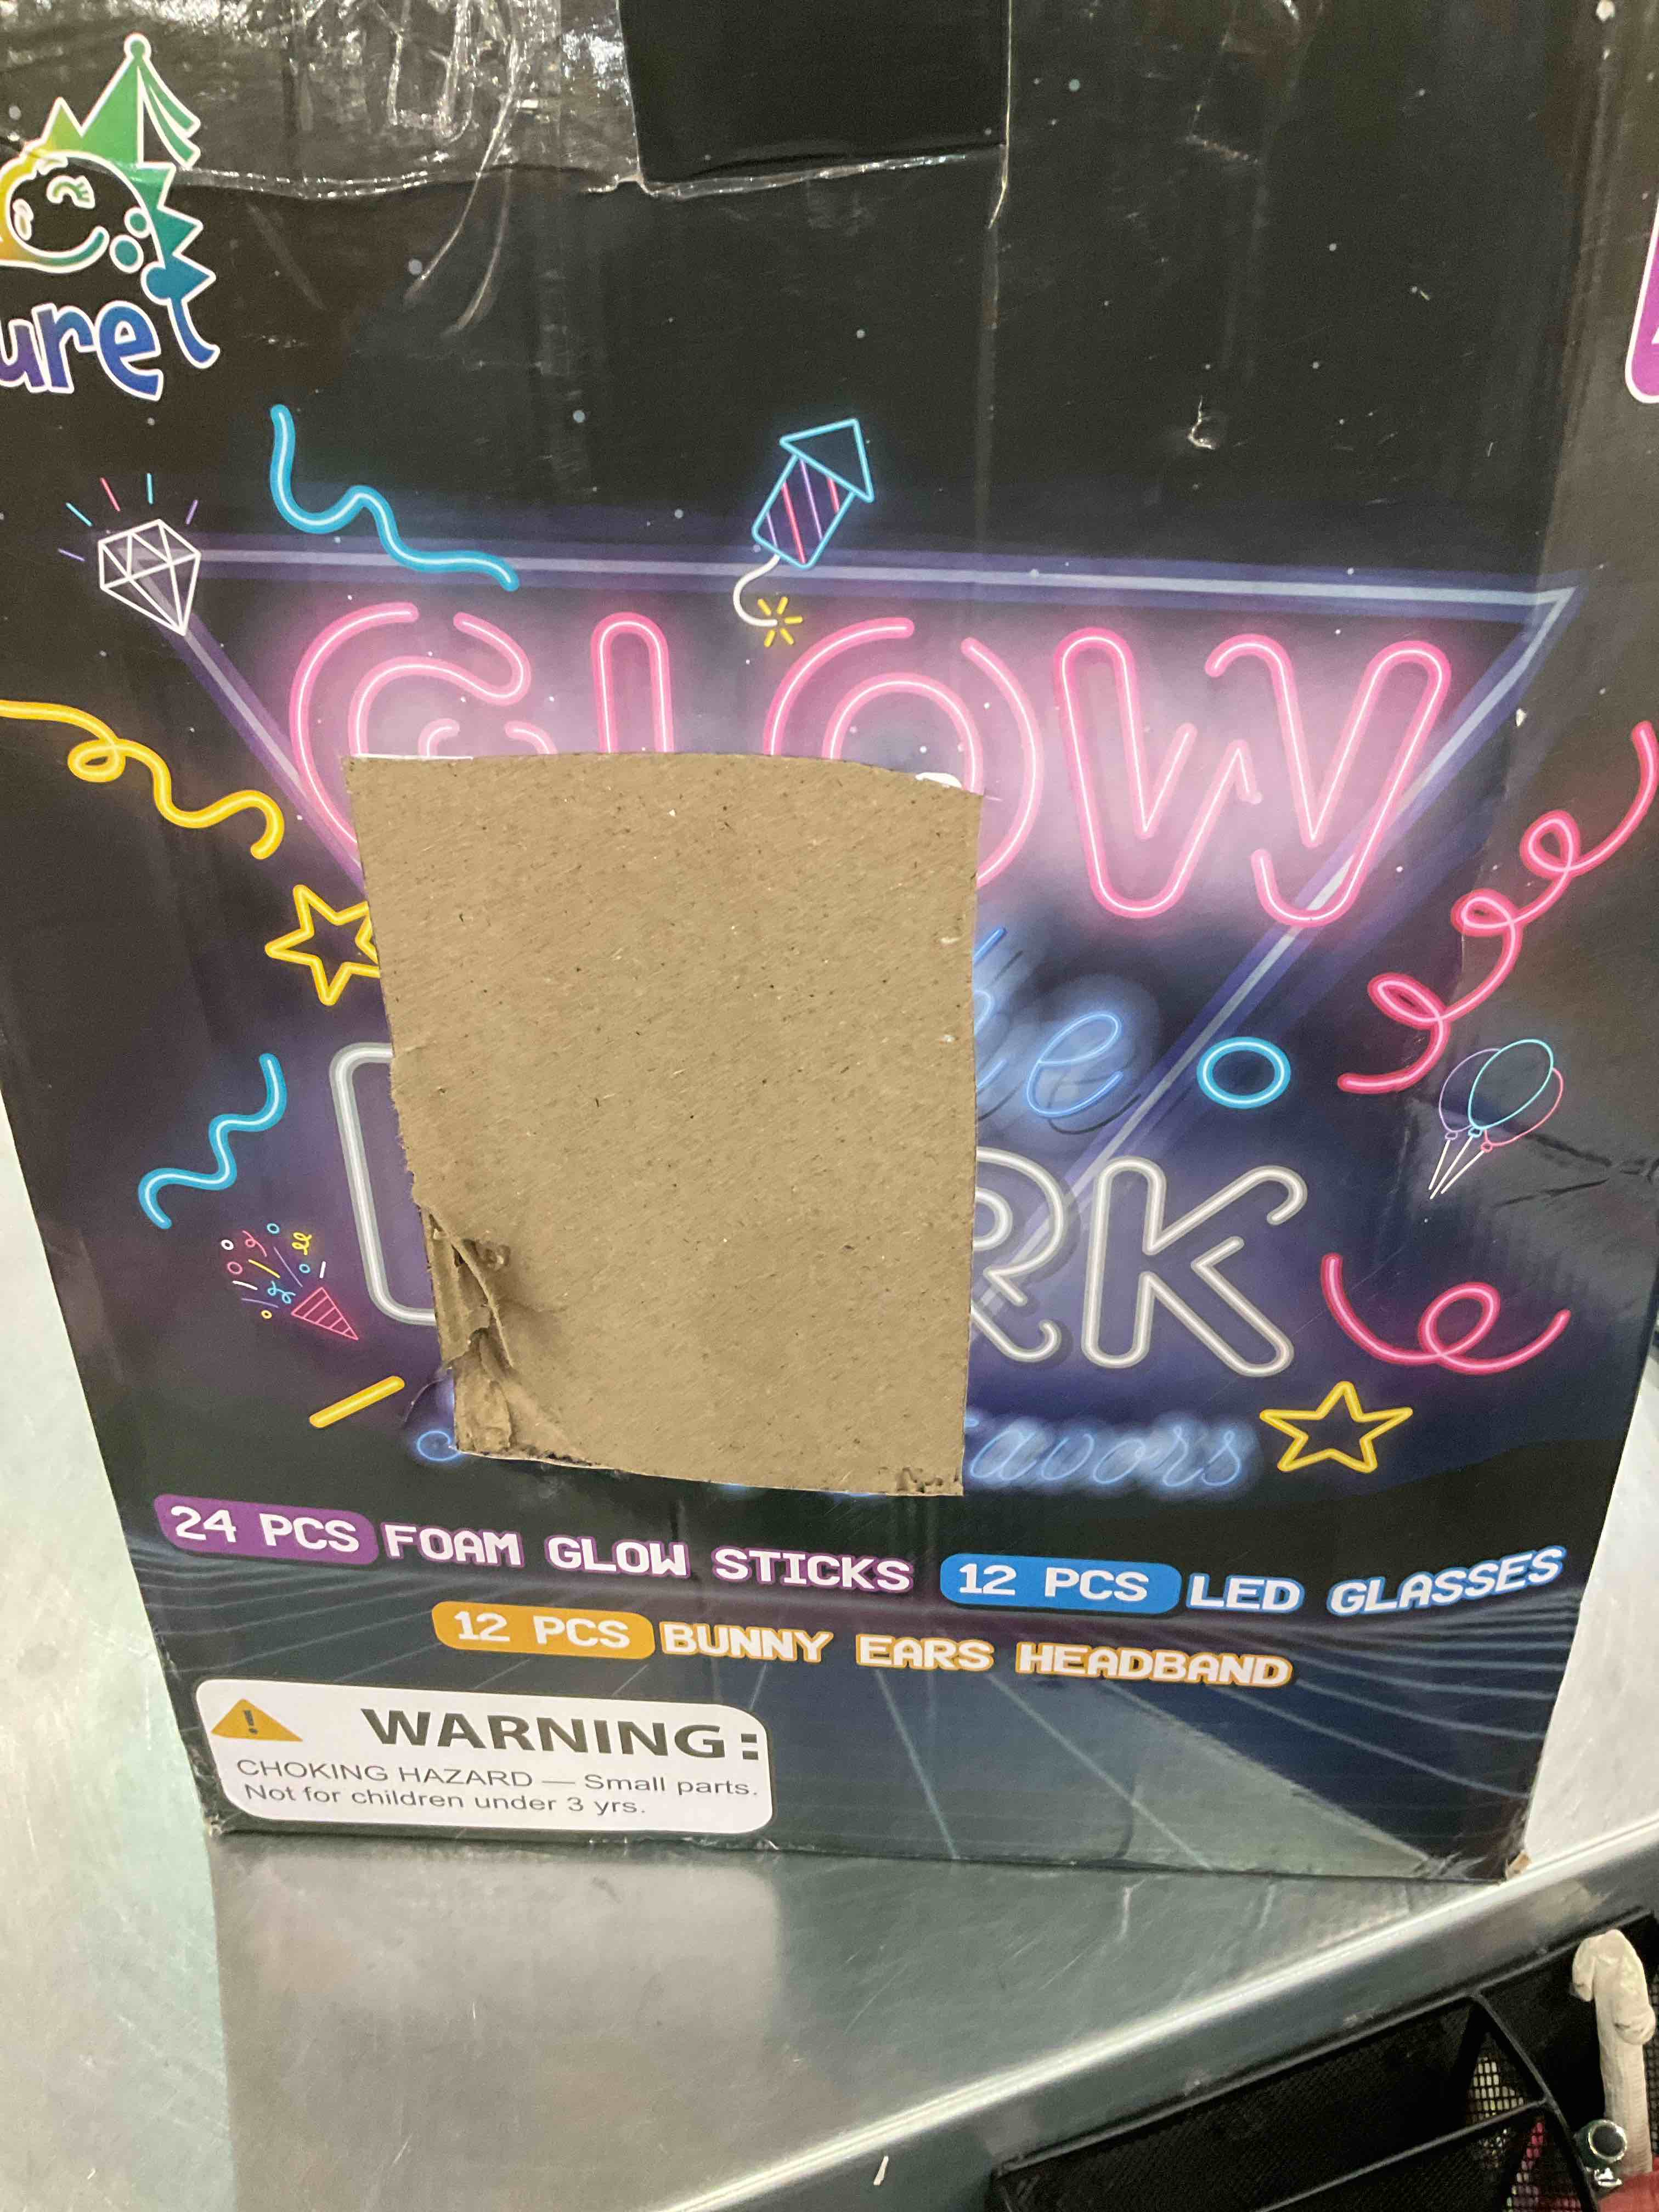 ure
GLOW
RK
24 PCS FOAM GLOW STICKS 12 PCS LED GLASSES
12 PCS BUNNY EARS HEADBAND
WARNING:
CHOKING HAZARD — Small parts.
Not for children under 3 yrs.